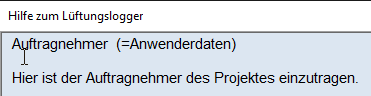 Hilfe zum Lüftungslogger
Auftragnehmer (=Anwenderdaten)
Hier ist der Auftragnehmer des Projektes einzutragen.